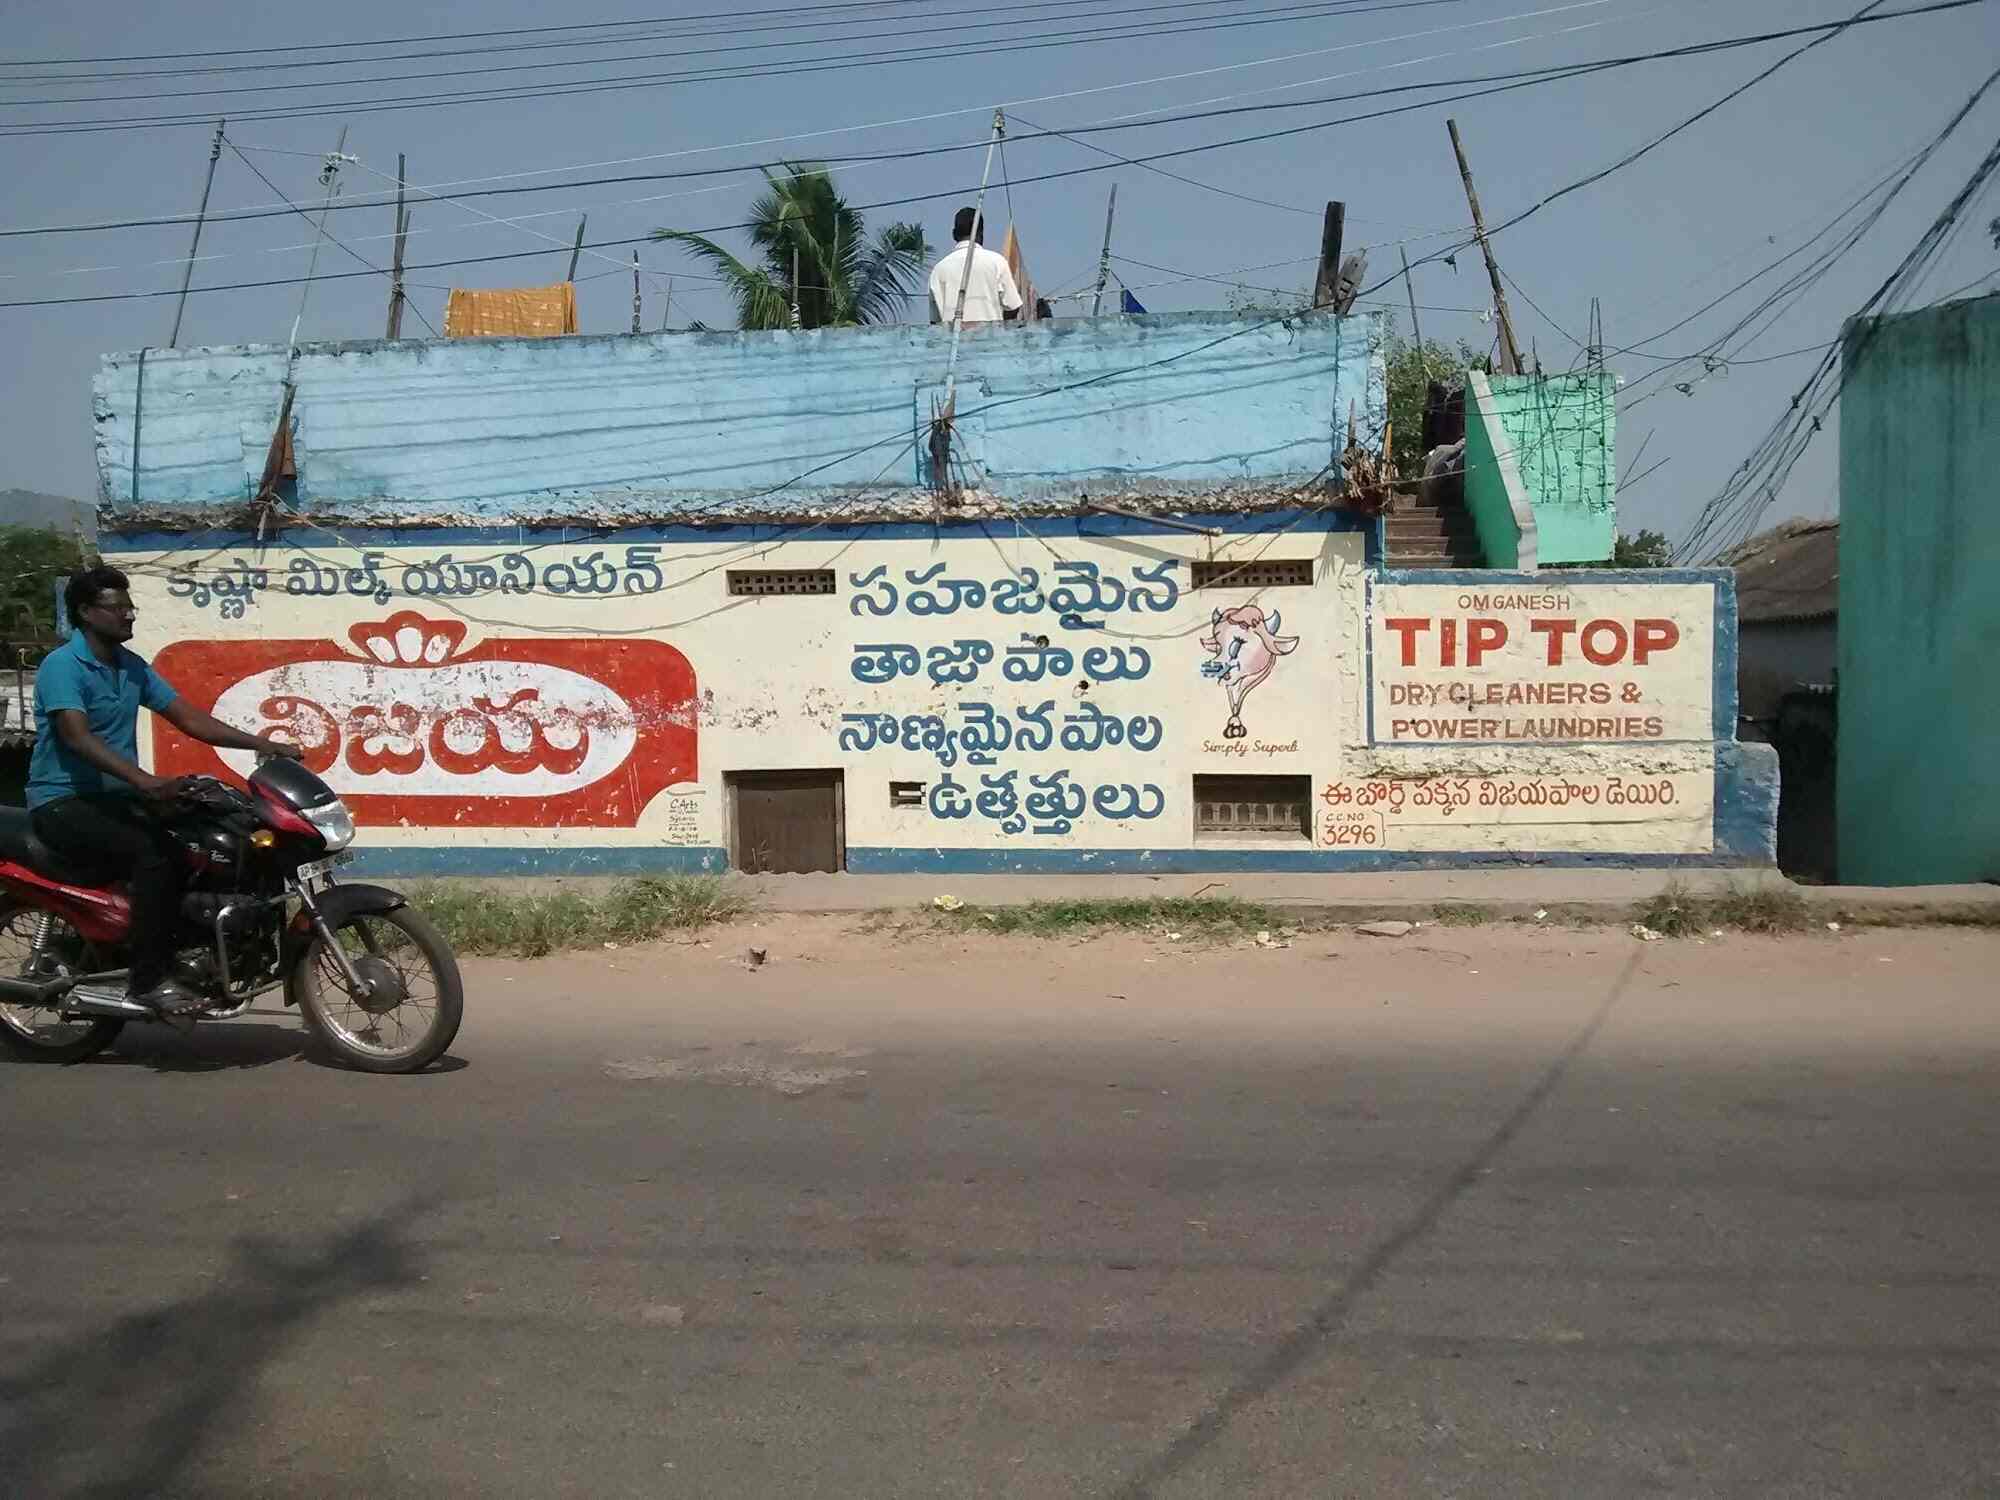 కృష్ణా మిల్క్ యూనియన్
విజయ
సహజమైన
తాజా పాలు
నాణ్యమైన పాల
ఉత్పత్తులు
Simply Superb
C.Arts
OM GANESH
TIP TOP
DRY CLEANERS &
POWER LAUNDRIES
ఈ బోర్డ్ పక్కన విజయపాల డెయిరి.
C.C.NO
3296